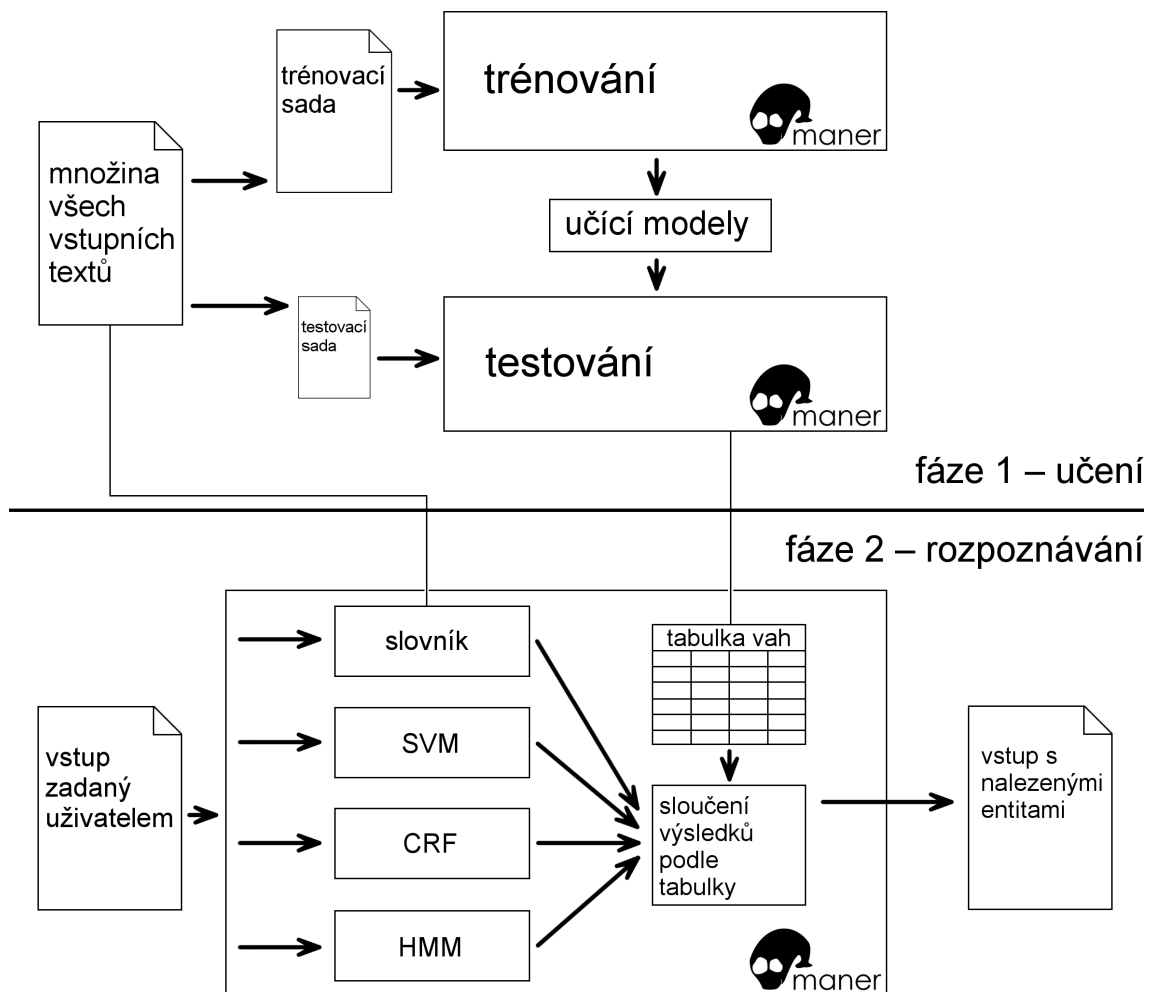 trénovací
sada
trénování
maner
množina
všech
vstupních
textů
učící modely
testovací
sada
testování
maner
fáze 1 – učení
fáze 2 – rozpoznávání
slovník
tabulka vah
SVM
vstup
zadaný
uživatelem
vstup s
nalezenými
entitami
sloučení
výsledků
podle
tabulky
CRF
HMM
maner